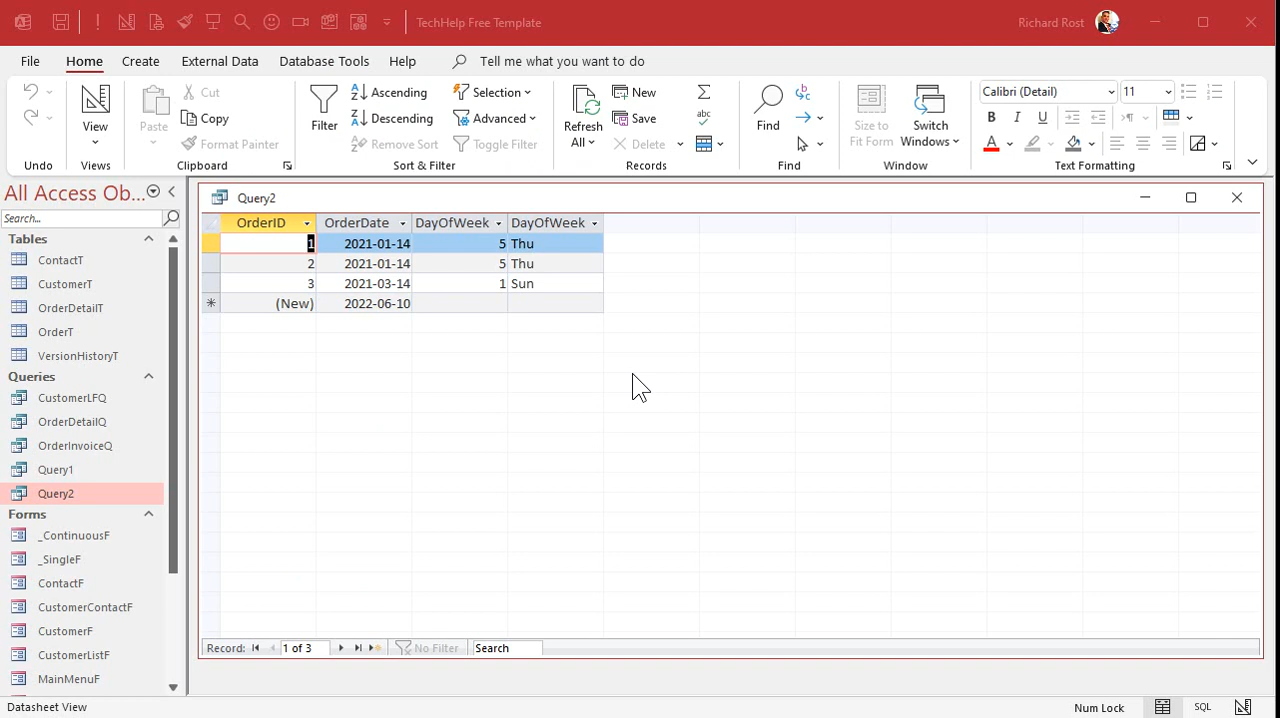 TechHelp Free Template
Richard Rost
File Home Create External Data Database Tools Help Tell me what you want to do
Undo
View
Views
Paste
Cut
Copy
Format Painter
Clipboard
Filter
Ascending
Descending
Remove Sort
Selection
Advanced
Toggle Filter
Sort & Filter
Refresh
All
New
Save
Delete
Records
Find
Find
Size to
Fit Form
Switch
Windows
Window
Calibri (Detail) 11
B I U
A
Text Formatting
All Access Ob...
Search...
Tables
ContactT
CustomerT
OrderDetailT
OrderT
VersionHistoryT
Queries
CustomerLFQ
OrderDetailQ
OrderInvoiceQ
Query1
Query2
Forms
_ContinuousF
_SingleF
ContactF
CustomerContactF
CustomerF
CustomerListF
MainMenuF
Query2
OrderID OrderDate DayOfWeek DayOfWeek
1 2021-01-14 5 Thu
2 2021-01-14 5 Thu
3 2021-03-14 1 Sun
(New) 2022-06-10
Record: 1 of 3 No Filter Search
Datasheet View
Num Lock
SQL